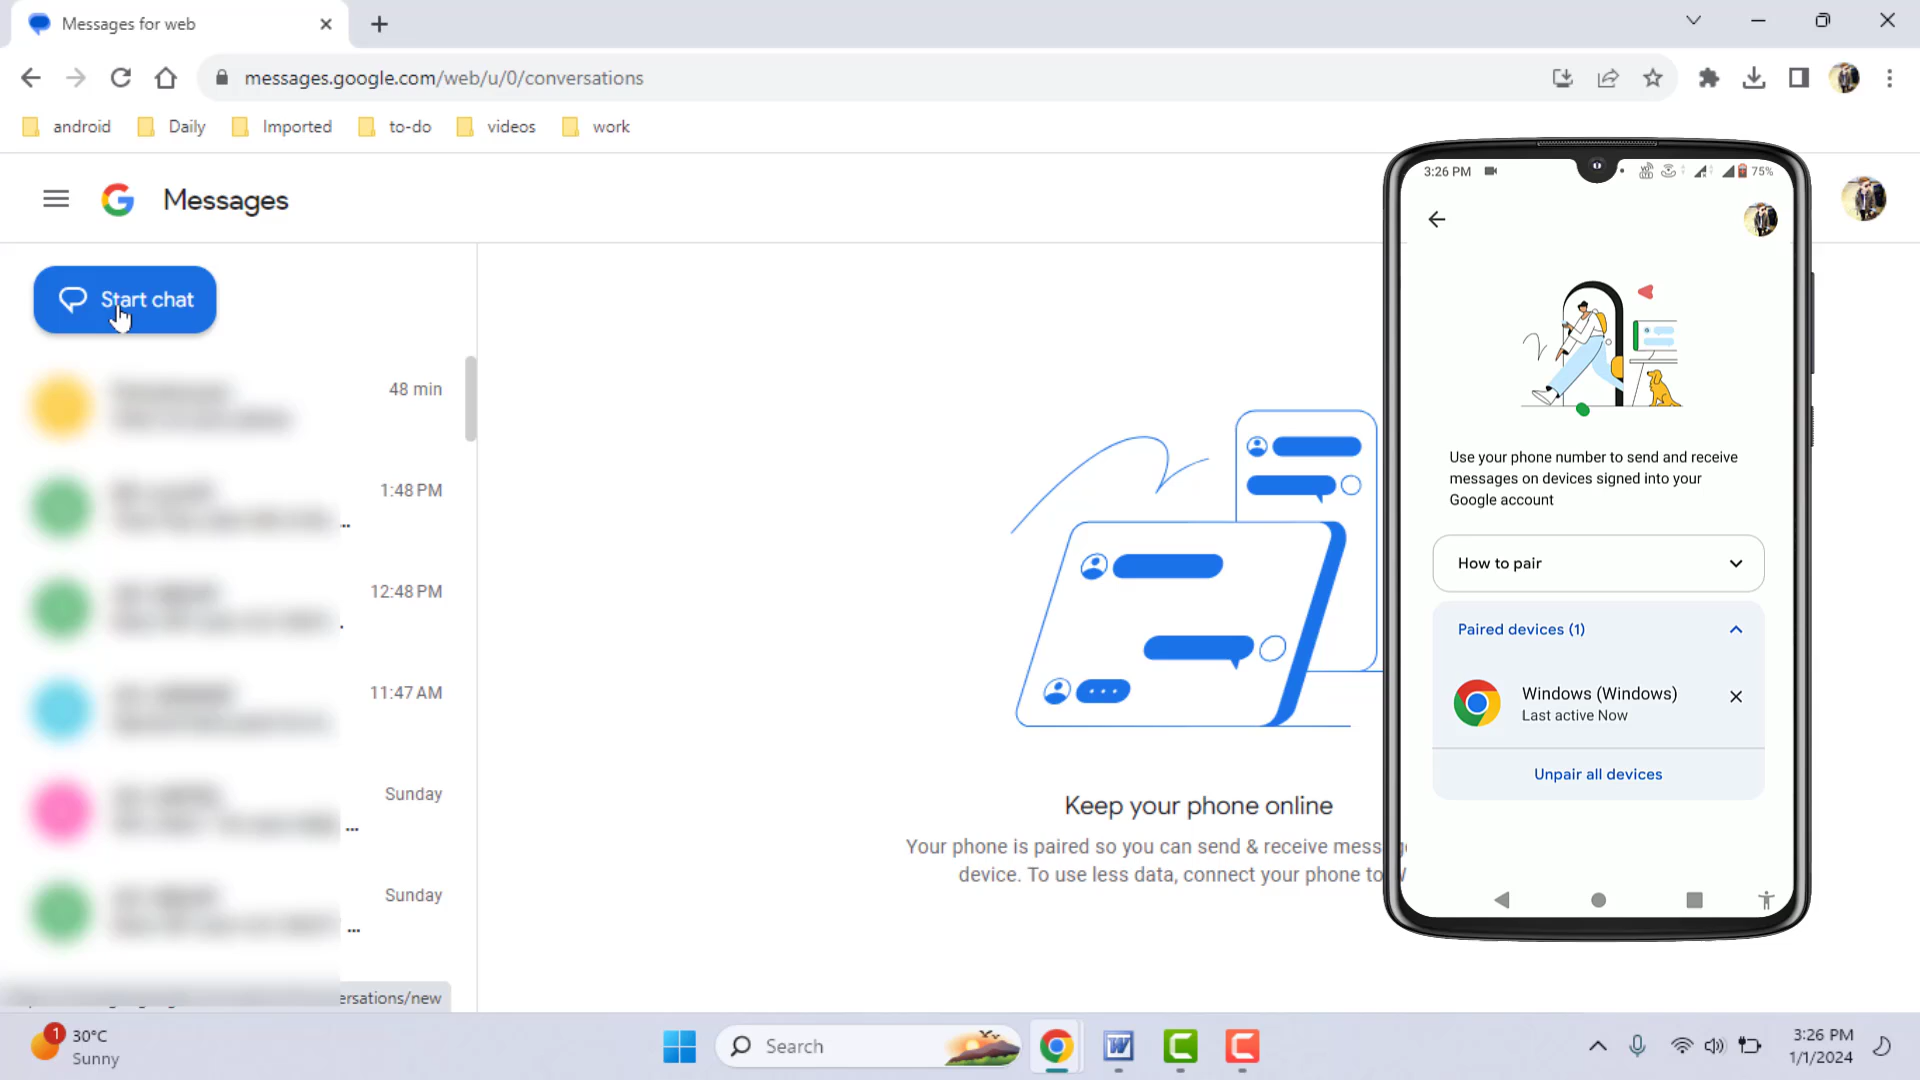 Messages for web
messages.google.com/web/u/0/conversations
android
Daily
Imported
to-do
videos
work
Messages
Start chat
48 min
1:48 PM
12:48 PM
11:47 AM
Sunday
Sunday
ersations/new
Keep your phone online
Your phone is paired so you can send & receive mess
device. To use less data, connect your phone to
3:26 PM
75%
Use your phone number to send and receive
messages on devices signed into your
Google account
How to pair
Paired devices (1)
Windows (Windows)
Last active Now
Unpair all devices
1
30°C
Sunny
Search
3:26 PM
1/1/2024